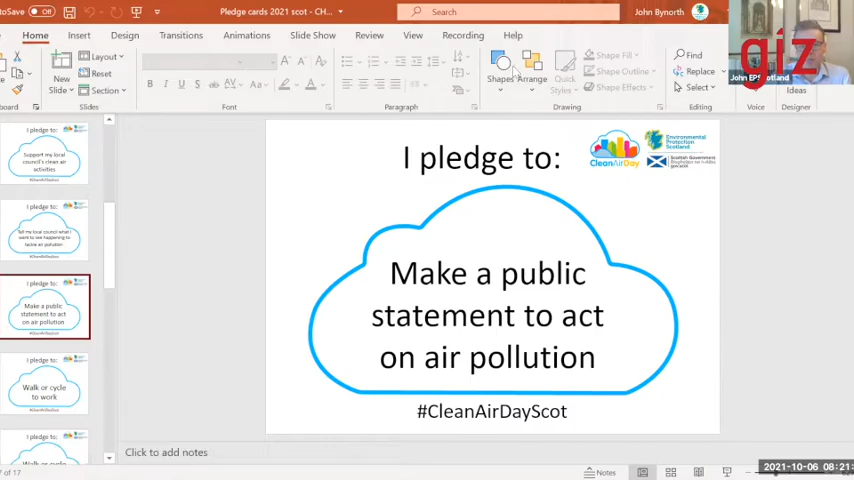 toSave
Off
Pledge cards 2021 scot - CH...
Search
John Bynorth
Home
Insert
Design
Transitions
Animations
Slide Show
Review
View
Recording
Help
giz
New
Slides
Layout
Reset
Section
Slides
Font
Paragraph
Shapes
Arrange
Quick
Styles
Shape Fill
Shape Outline
Shape Effects
Drawing
Find
Replace
Select
Editing
Voice
Ideas
Designer
I pledge to:
Support my local
council's clean air
activities
I pledge to:
Tell my local council what I
want to see happening to
tackle air pollution
I pledge to:
Make a public
statement to act
on air pollution
I pledge to:
Walk or cycle
to work
I pledge to:
I pledge to:
CleanAirDay
Environmental
Protection
Scotland
Scottish Government
Make a public
statement to act
on air pollution
#CleanAirDayScot
Click to add notes
7 of 17
Notes
2021-10-06 08:21: